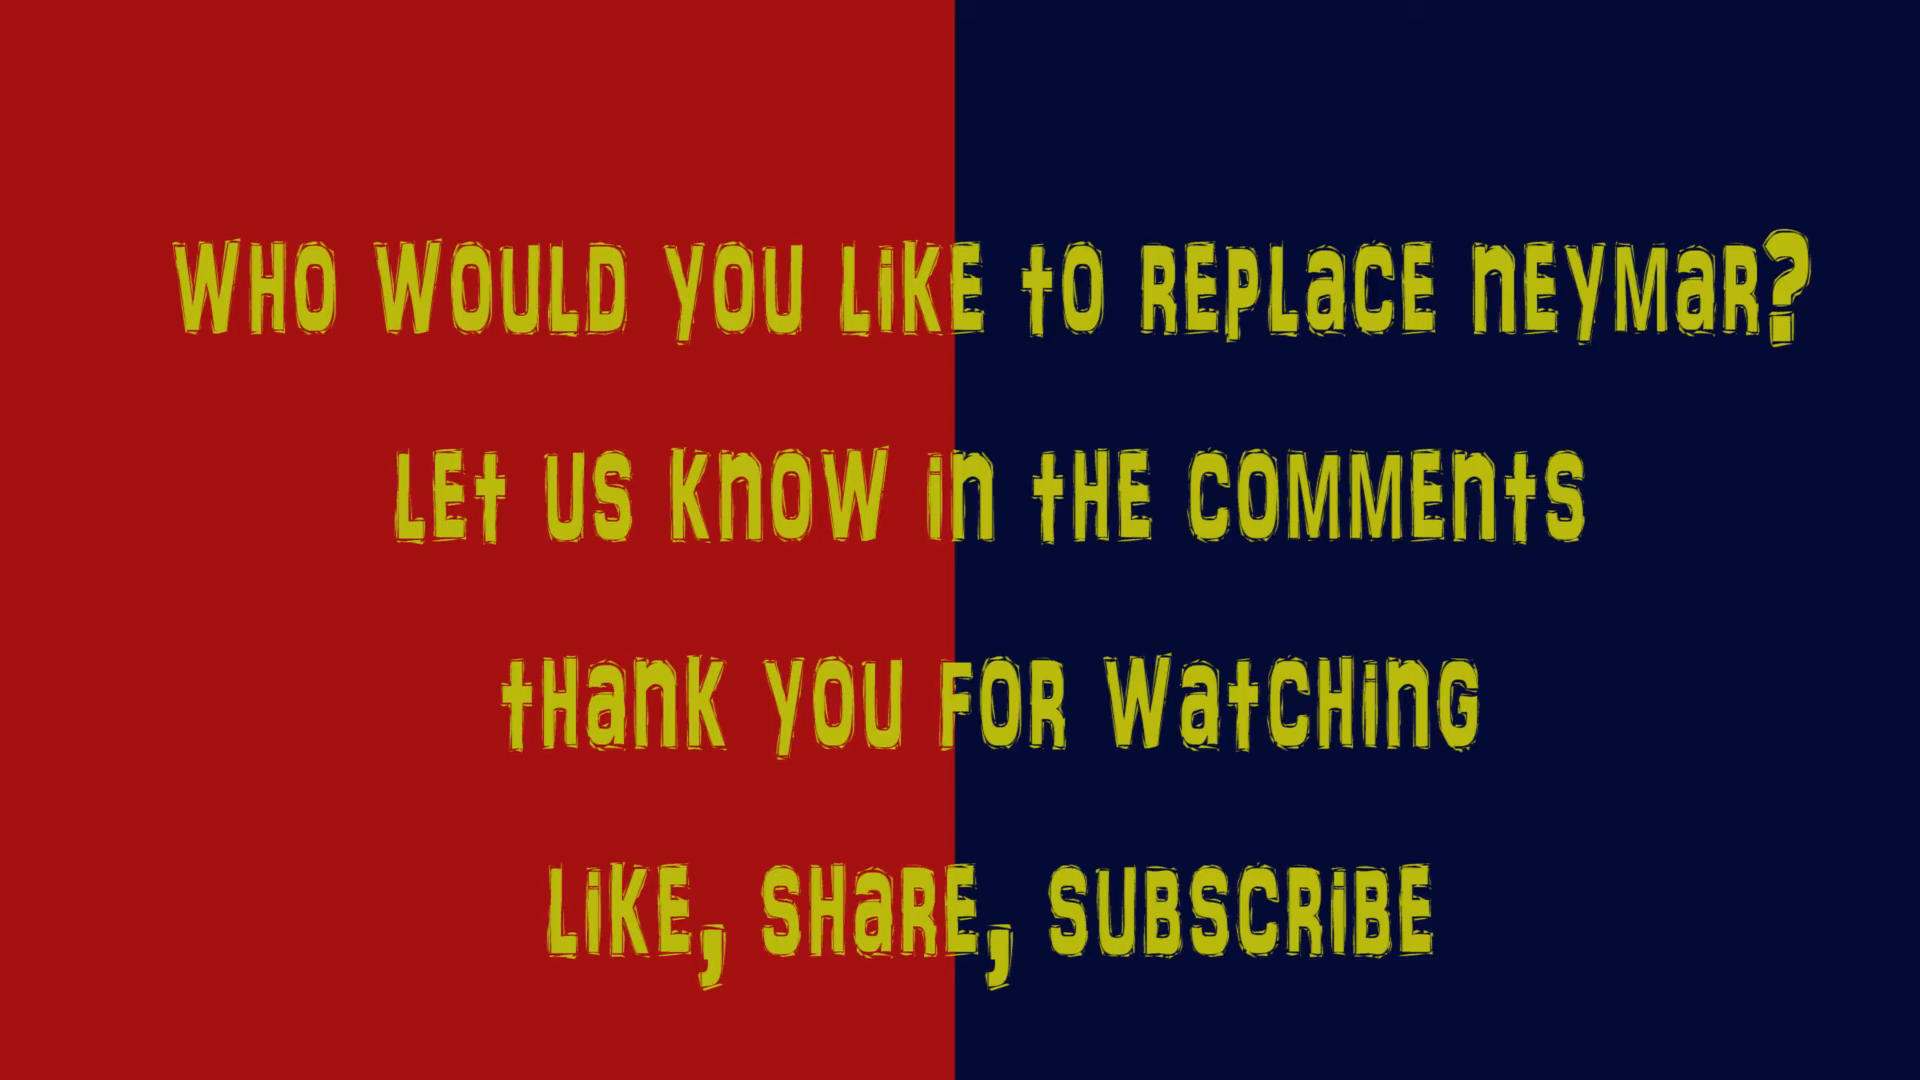 WHO WOULD YOU LIKE TO REPLACE NEYMAR?
LET US KNOW IN THE COMMENTS
THANK YOU FOR WATCHING
LIKE, SHARE, SUBSCRIBE